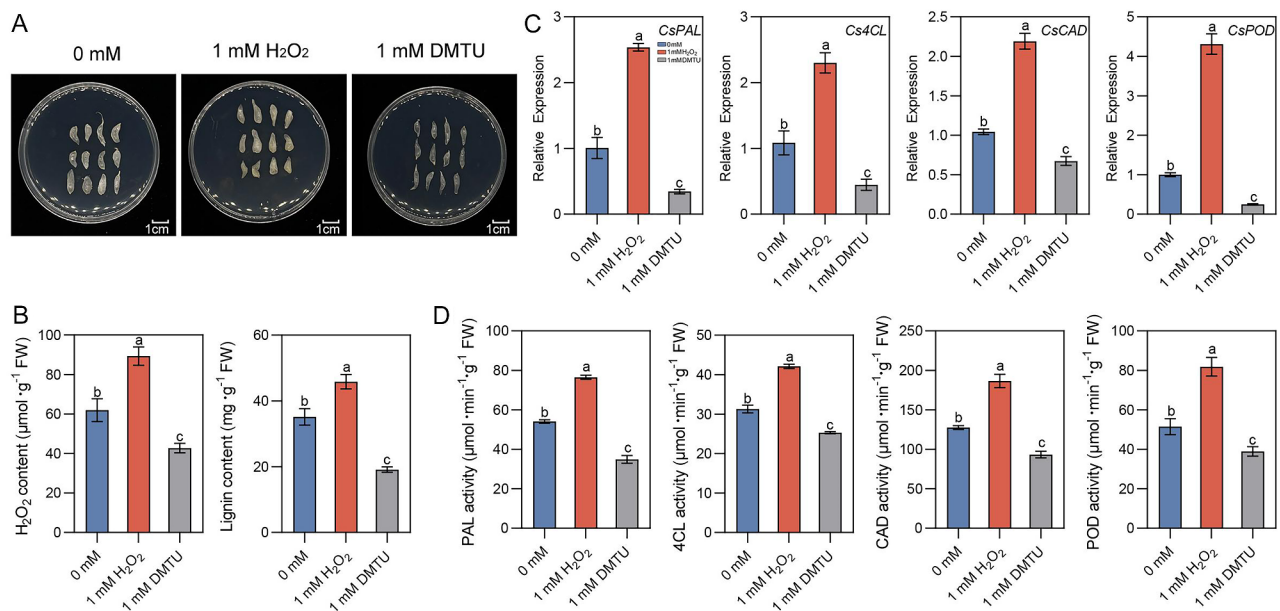 A
0 mM
1 mM H₂O₂
1 mM DMTU
1cm
1cm
1cm
B
H₂O₂ content (μmol·g⁻¹ FW)
100
80
60
40
20
0
b
a
c
0 mM
1 mM H₂O₂
1 mM DMTU
Lignin content (mg·g⁻¹ FW)
60
40
20
0
b
a
c
0 mM
1 mM H₂O₂
1 mM DMTU
C
Relative Expression
3
2
1
0
CsPAL
0mM
1mMH₂O₂
1mMDMTU
b
a
c
0 mM
1 mM H₂O₂
1 mM DMTU
Relative Expression
3
2
1
0
Cs4CL
b
a
c
0 mM
1 mM H₂O₂
1 mM DMTU
Relative Expression
2.5
2.0
1.5
1.0
0.5
0.0
CsCAD
b
a
c
0 mM
1 mM H₂O₂
1 mM DMTU
Relative Expression
5
4
3
2
1
0
CsPOD
b
a
c
0 mM
1 mM H₂O₂
1 mM DMTU
D
PAL activity (μmol·min⁻¹·g⁻¹ FW)
100
80
60
40
20
0
b
a
c
0 mM
1 mM H₂O₂
1 mM DMTU
4CL activity (μmol·min⁻¹·g⁻¹ FW)
50
40
30
20
10
0
b
a
c
0 mM
1 mM H₂O₂
1 mM DMTU
CAD activity (μmol·min⁻¹·g⁻¹ FW)
250
200
150
100
50
0
b
a
c
0 mM
1 mM H₂O₂
1 mM DMTU
POD activity (μmol·min⁻¹·g⁻¹ FW)
100
80
60
40
20
0
b
a
c
0 mM
1 mM H₂O₂
1 mM DMTU